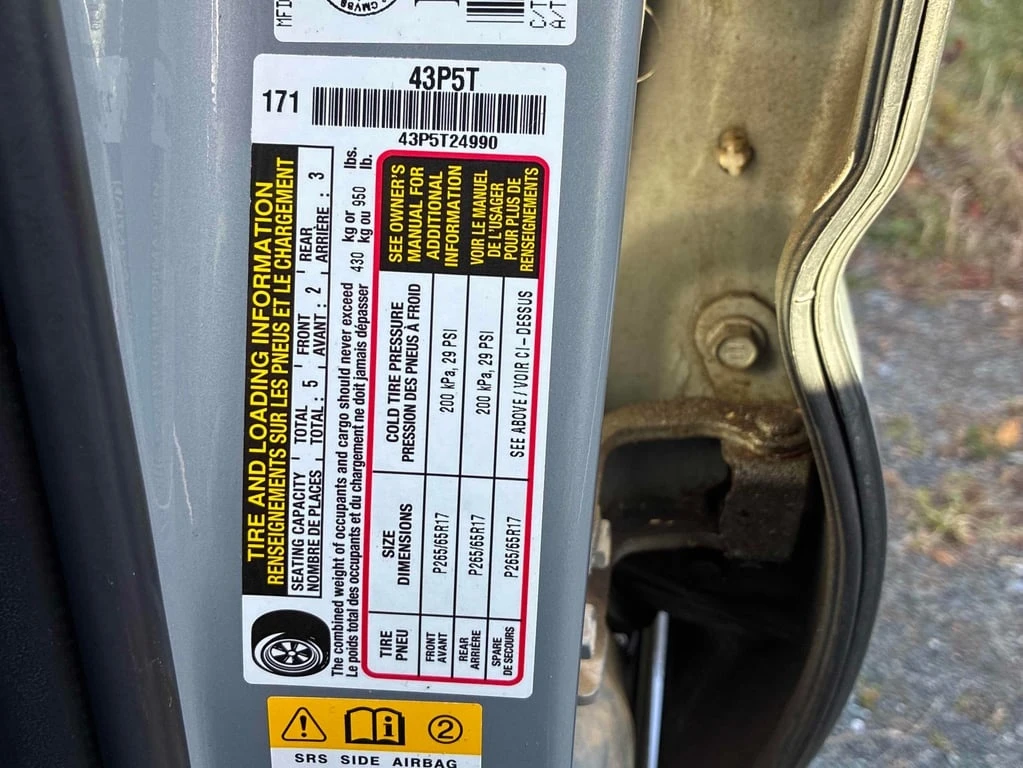 MFD
CMVSS
C/T
A/T
43P5T
171
43P5T24990
TIRE AND LOADING INFORMATION
RENSEIGNEMENTS SUR LES PNEUS ET LE CHARGEMENT
SEATING CAPACITY TOTAL FRONT REAR
NOMBRE DE PLACES TOTAL : 5 AVANT : 2 ARRIÈRE : 3
The combined weight of occupants and cargo should never exceed 430 kg or 950 lbs.
Le poids total des occupants et du chargement ne doit jamais dépasser kg ou lb.
TIRE SIZE COLD TIRE PRESSURE
PNEU DIMENSIONS PRESSION DES PNEUS À FROID
FRONT
AVANT P265/65R17 200 kPa, 29 PSI
REAR
ARRIÈRE P265/65R17 200 kPa, 29 PSI
SPARE
DE SECOURS P265/65R17 SEE ABOVE / VOIR CI-DESSUS
SEE OWNER'S
MANUAL FOR
ADDITIONAL
INFORMATION
VOIR LE MANUEL
DE L'USAGER
POUR PLUS DE
RENSEIGNEMENTS
2
SRS SIDE AIRBAG